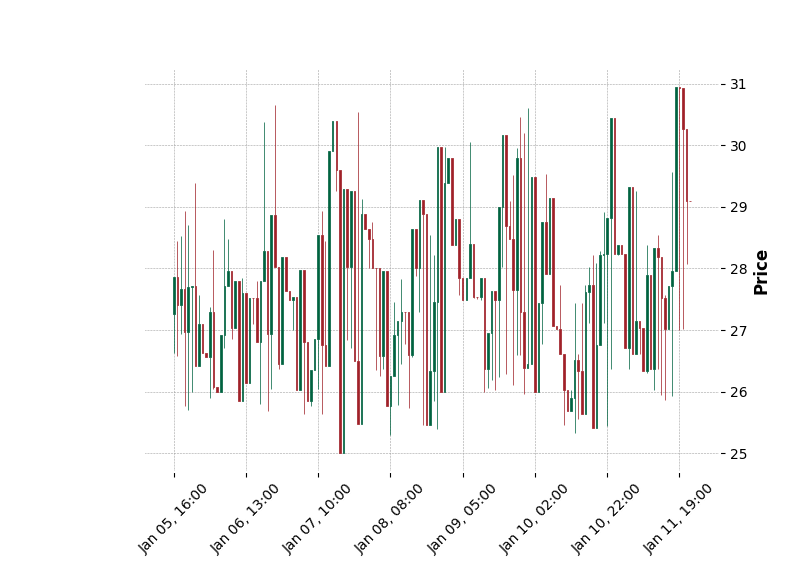 31
30
29
28
27
26
25
Price
Jan 05, 16:00
Jan 06, 13:00
Jan 07, 10:00
Jan 08, 08:00
Jan 09, 05:00
Jan 10, 02:00
Jan 10, 22:00
Jan 11, 19:00